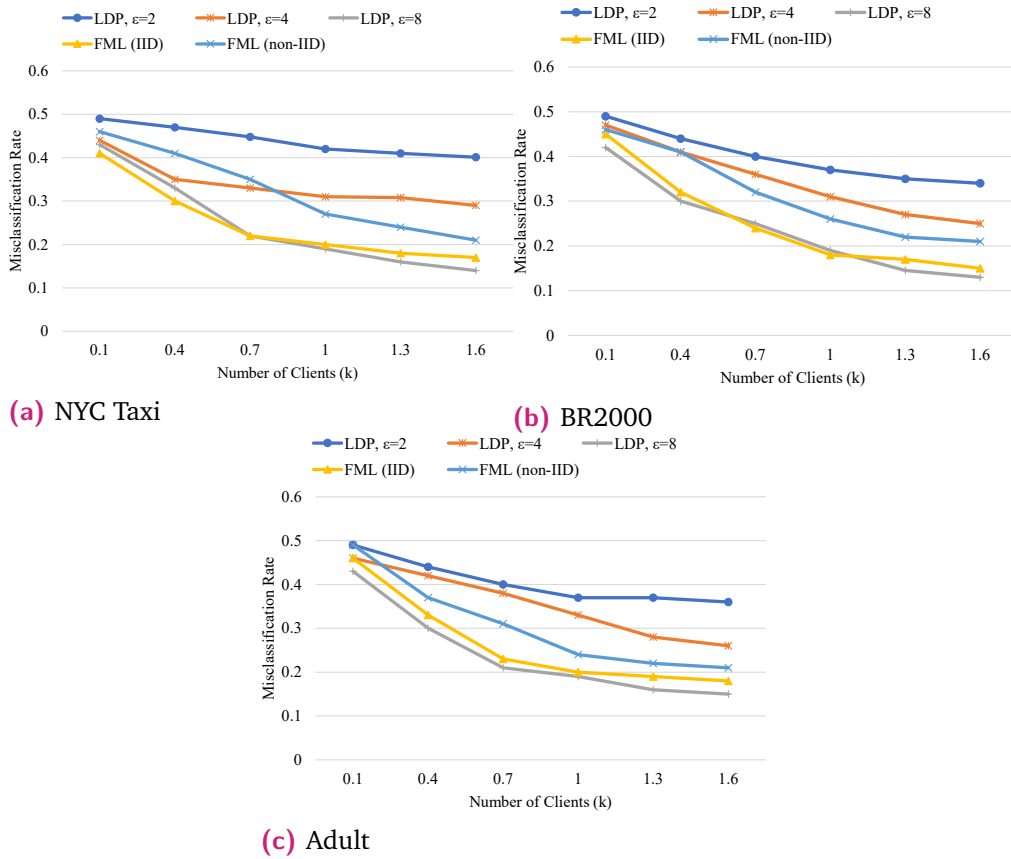 LDP, ε=2 LDP, ε=4 LDP, ε=8
FML (IID) FML (non-IID)
0.6
0.5
0.4
0.3
0.2
0.1
0
Misclassification Rate
0.1 0.4 0.7 1 1.3 1.6
Number of Clients (k)
(a) NYC Taxi
LDP, ε=2 LDP, ε=4 LDP, ε=8
FML (IID) FML (non-IID)
0.6
0.5
0.4
0.3
0.2
0.1
0
Misclassification Rate
0.1 0.4 0.7 1 1.3 1.6
Number of Clients (k)
(b) BR2000
LDP, ε=2 LDP, ε=4 LDP, ε=8
FML (IID) FML (non-IID)
0.6
0.5
0.4
0.3
0.2
0.1
0
Misclassification Rate
0.1 0.4 0.7 1 1.3 1.6
Number of Clients (k)
(c) Adult